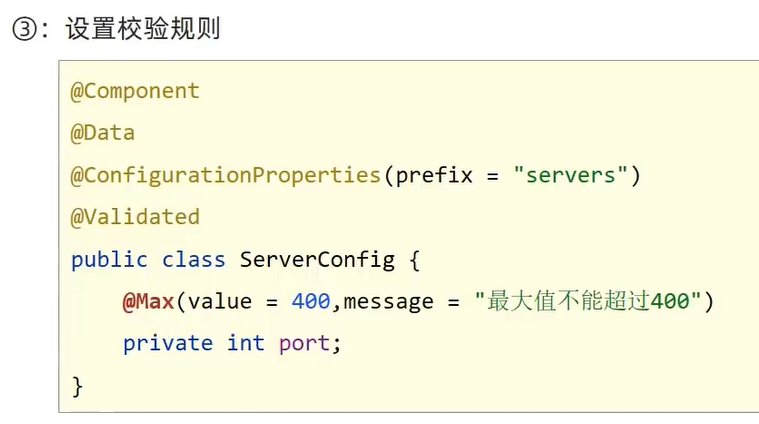 ③：设置校验规则
@Component
@Data
@ConfigurationProperties(prefix = "servers")
@Validated
public class ServerConfig {
    @Max(value = 400,message = "最大值不能超过400")
    private int port;
}